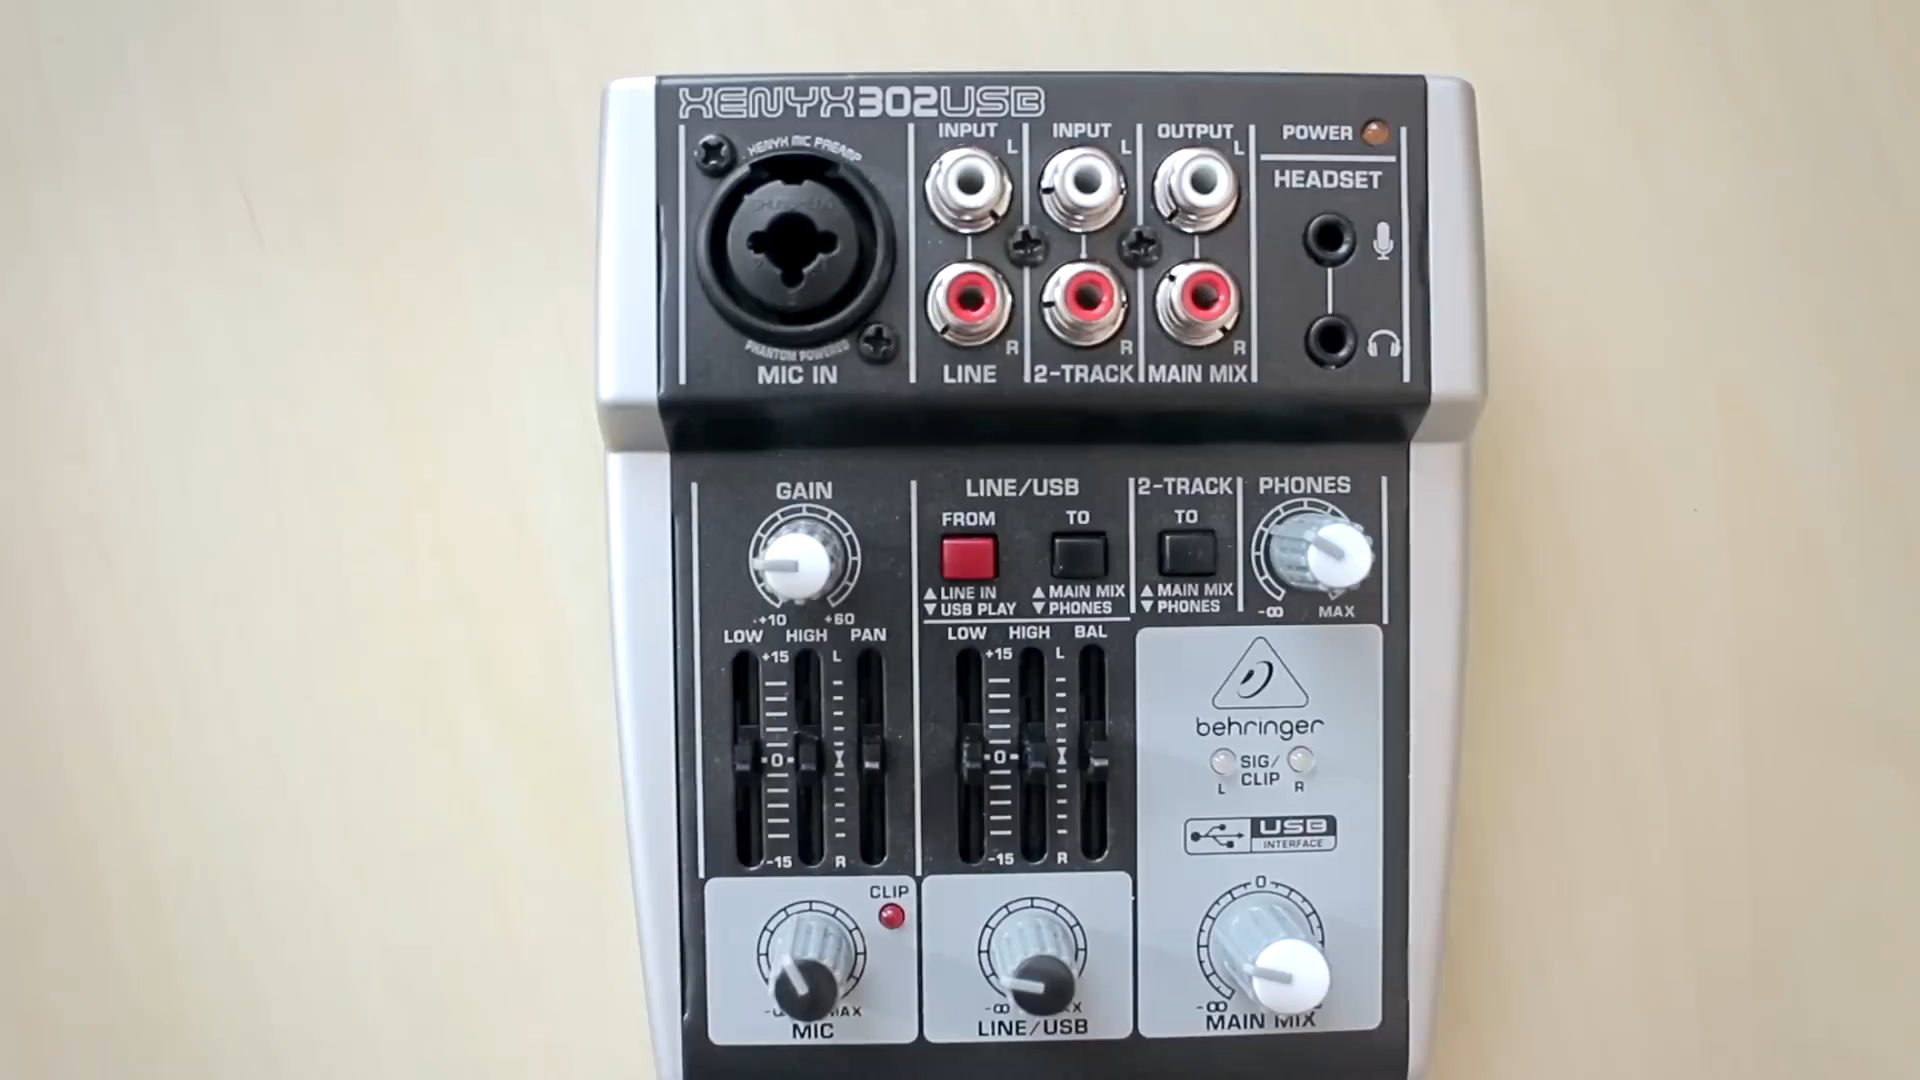 XENYX302USB
XENYX MIC PREAMP
PHANTOM POWERED
MIC IN
INPUT
L
R
LINE
INPUT
L
R
2-TRACK
OUTPUT
L
R
MAIN MIX
POWER
HEADSET
GAIN
+10 +60
LINE/USB
FROM
TO
▲ LINE IN
▼ USB PLAY
▲ MAIN MIX
▼ PHONES
2-TRACK
TO
▲ MAIN MIX
▼ PHONES
PHONES
-∞ MAX
LOW HIGH PAN
+15 L
0
-15 R
LOW HIGH BAL
+15 L
0
-15 R
behringer
SIG/
CLIP
L R
USB
INTERFACE
CLIP
MIC
-∞
LINE/USB
0
-∞
MAIN MIX